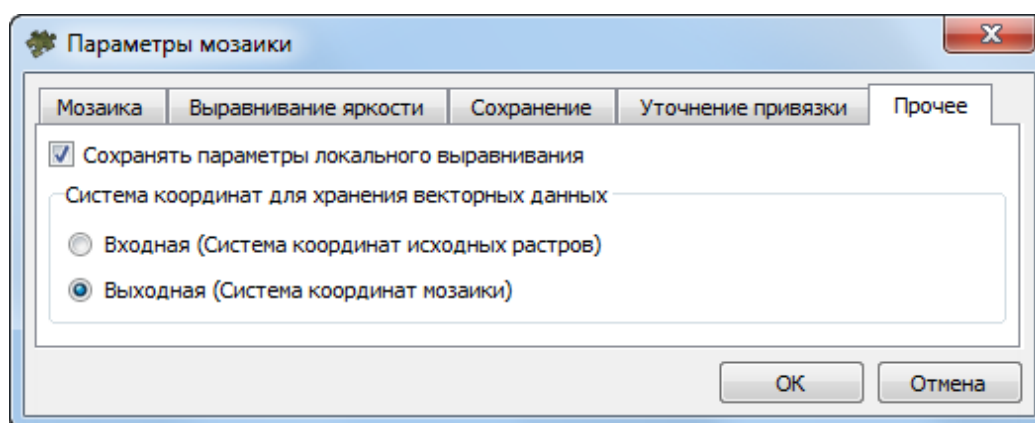 Параметры мозаики
Мозаика Выравнивание яркости Сохранение Уточнение привязки Прочее
Сохранять параметры локального выравнивания
Система координат для хранения векторных данных
Входная (Система координат исходных растров)
Выходная (Система координат мозаики)
ОК Отмена